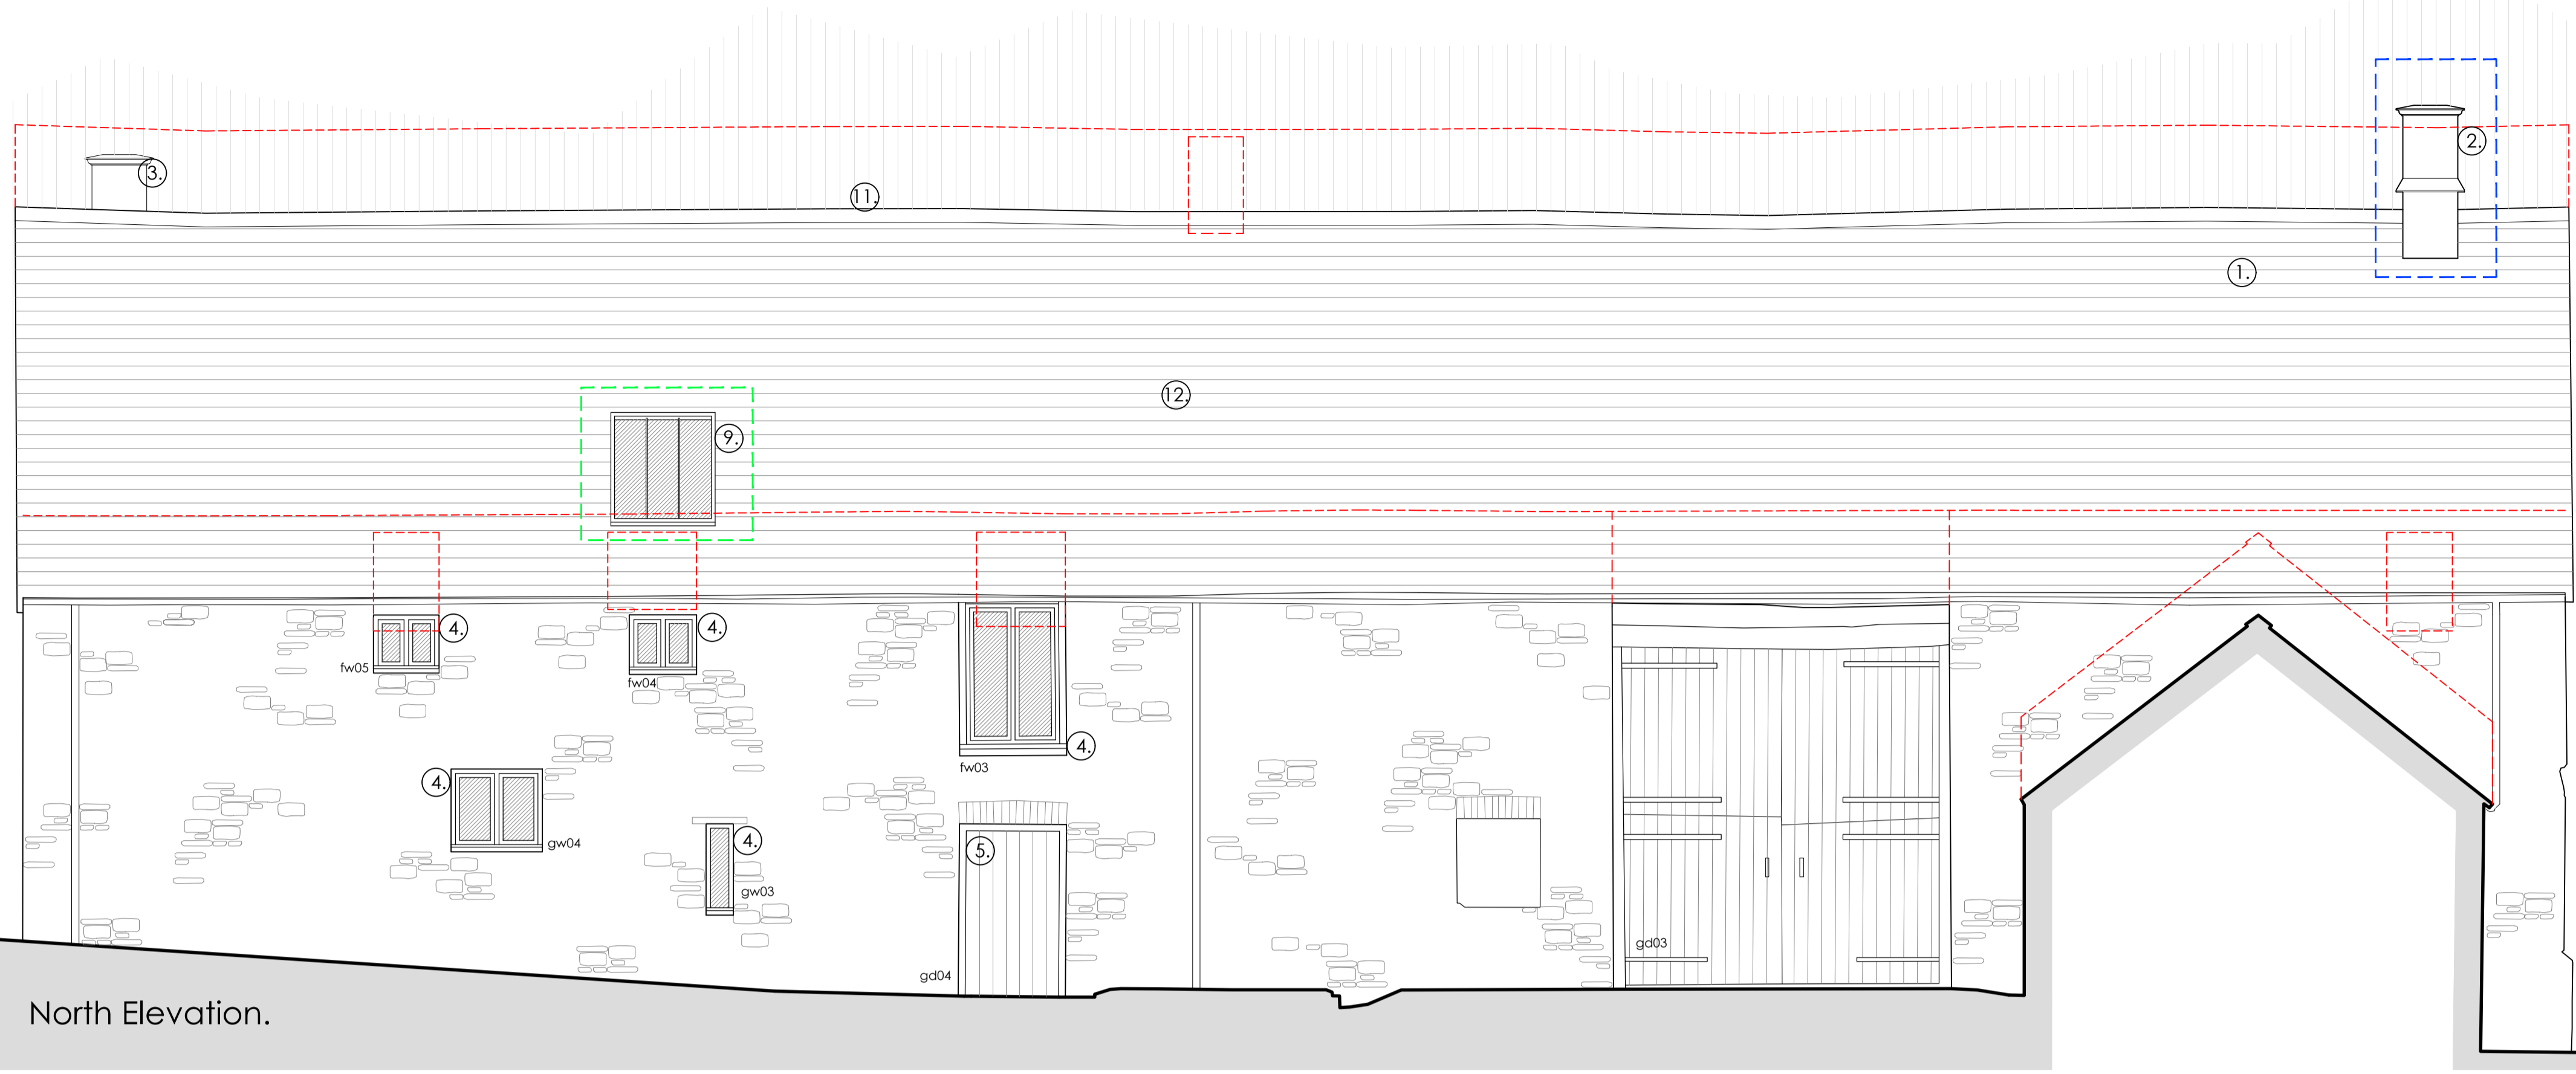 2.
3.
11.
1.
12.
9.
4.
4.
fw05
fw04
4.
fw03
4.
gw04
4.
5.
gw03
gd03
gd04
North Elevation.